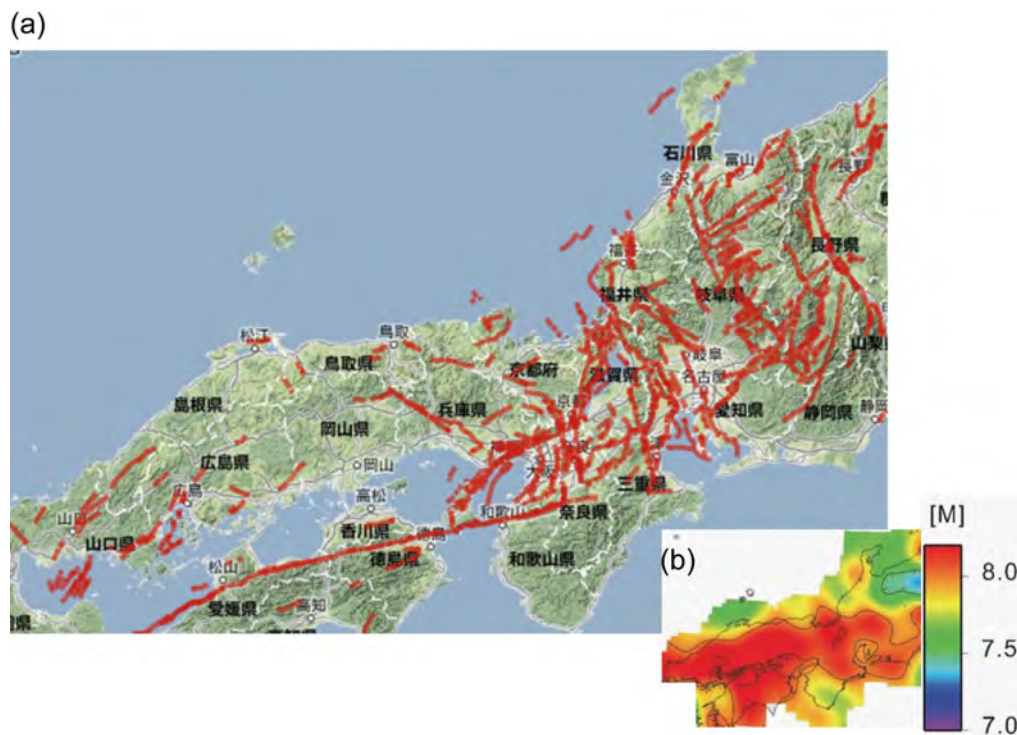 (a)
石川県
富山
金沢
長野
長野県
福井
福井県
岐阜県
山梨
松江
鳥取
鳥取県
京都府
滋賀県
岐阜
名古屋
島根県
兵庫県
京都
愛知県
静岡県
静岡
岡山県
広島県
岡山
大阪
三重県
広島
高松
和歌山
奈良県
山口
山口県
香川県
徳島
徳島県
和歌山県
松山
愛媛県
高知
(b)
[M]
8.0
7.5
7.0